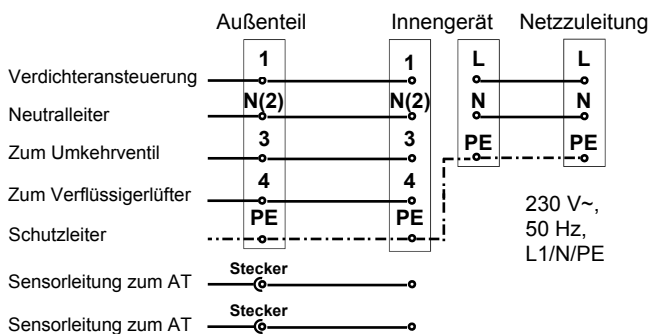 Außenteil Innengerät Netzzuleitung
1 1 L L
Verdichteransteuerung
N(2) N(2) N N
Neutralleiter
3 3 PE PE
Zum Umkehrventil
4 4
Zum Verflüssigerlüfter
230 V~,
PE PE
50 Hz,
Schutzleiter
L1/N/PE
Stecker
Sensorleitung zum AT
Stecker
Sensorleitung zum AT